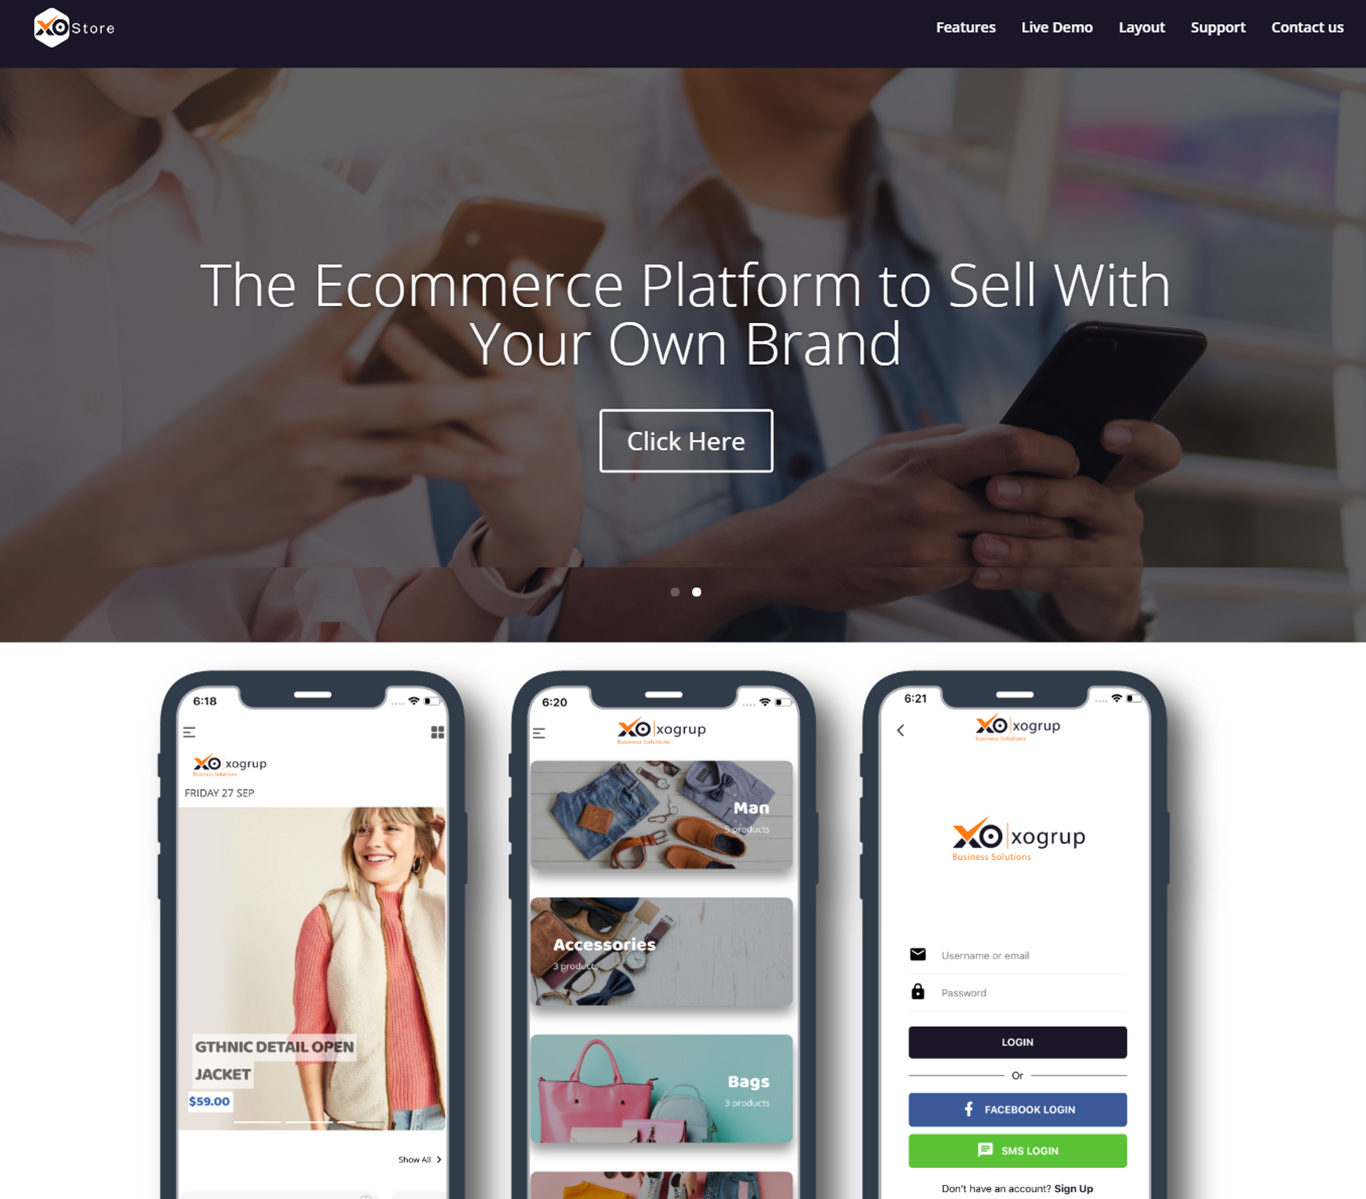 XO Store
Features Live Demo Layout Support Contact us
The Ecommerce Platform to Sell With
Your Own Brand
Click Here
6:18
XO xogrup
Business Solutions
FRIDAY 27 SEP
GTHNIC DETAIL OPEN
JACKET
$59.00
Show All
6:20
XO xogrup
Business Solutions
Man
5 products
Accessories
3 products
Bags
3 products
6:21
XO xogrup
Business Solutions
XO xogrup
Business Solutions
Username or email
Password
LOGIN
Or
FACEBOOK LOGIN
SMS LOGIN
Don't have an account? Sign Up